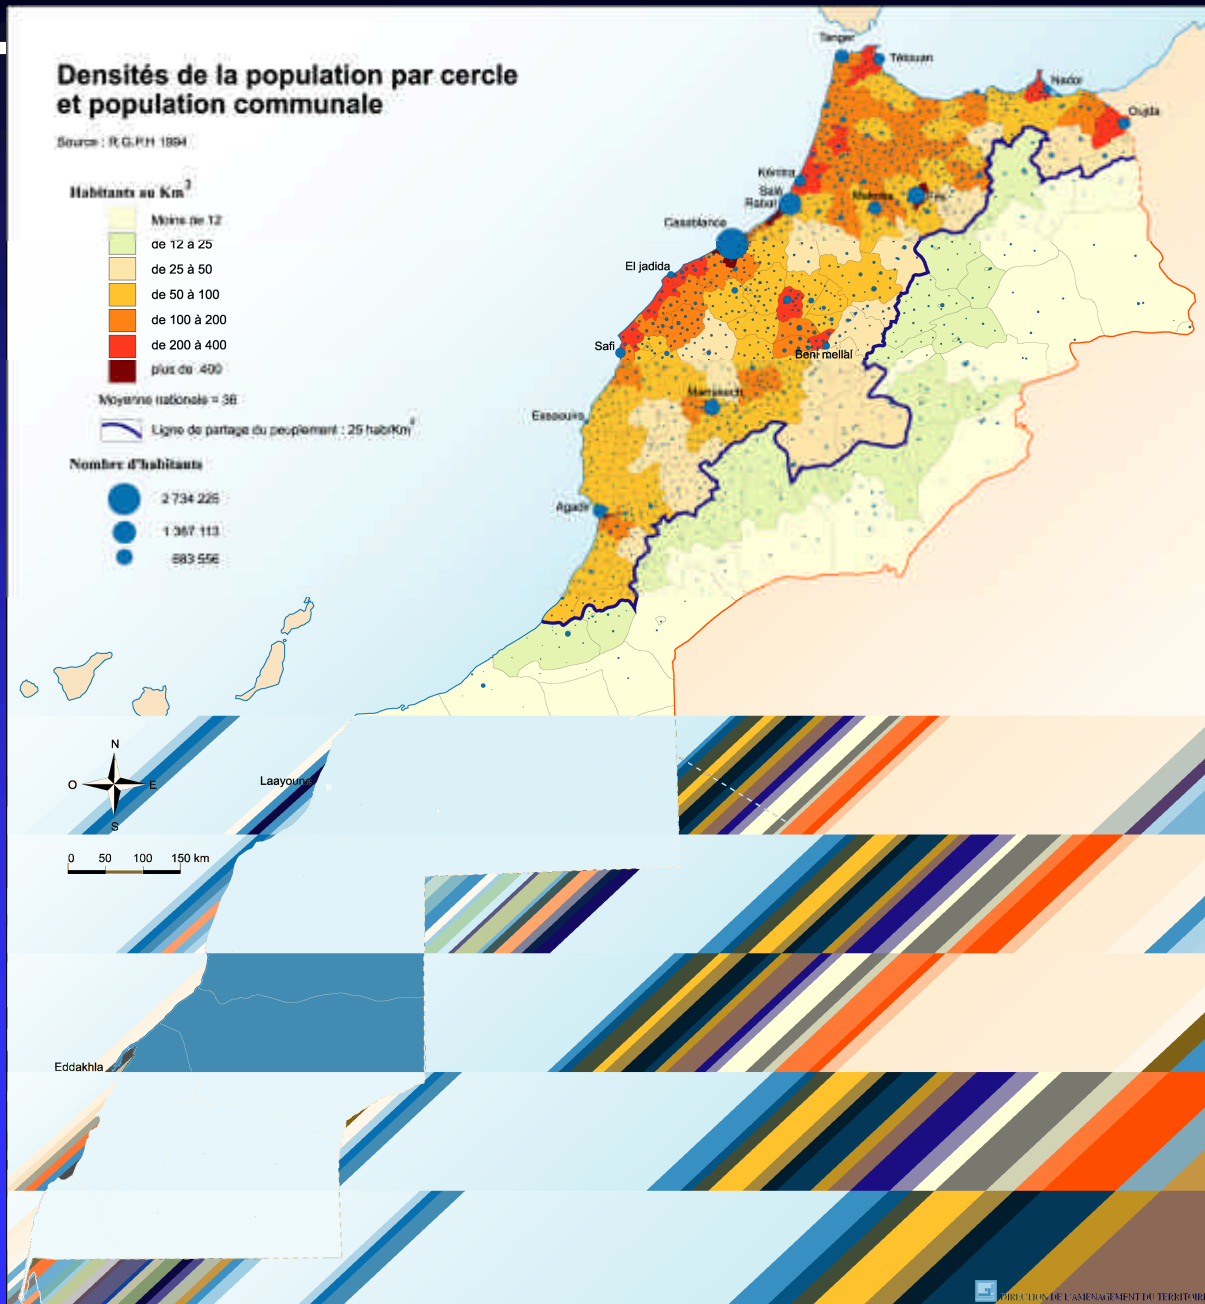 Densités de la population par cercle
et population communale
Source : R.G.P.H 1994
Habitants au Km²
Moins de 12
de 12 à 25
de 25 à 50
de 50 à 100
de 100 à 200
de 200 à 400
plus de 400
Moyenne nationale = 36
Ligne de partage du peuplement : 25 hab/Km²
Nombre d'habitants
2 734 225
1 367 113
683 556
Tanger
Tétouan
Nador
Oujda
Kénitra
Salé
Rabat
Meknès
Fès
Casablanca
El jadida
Safi
Beni mellal
Marrakech
Essaouira
Agadir
N
O E
S
Laayoune
0 50 100 150 km
Eddakhla
DIRECTION DE L'AMENAGEMENT DU TERRITOIRE